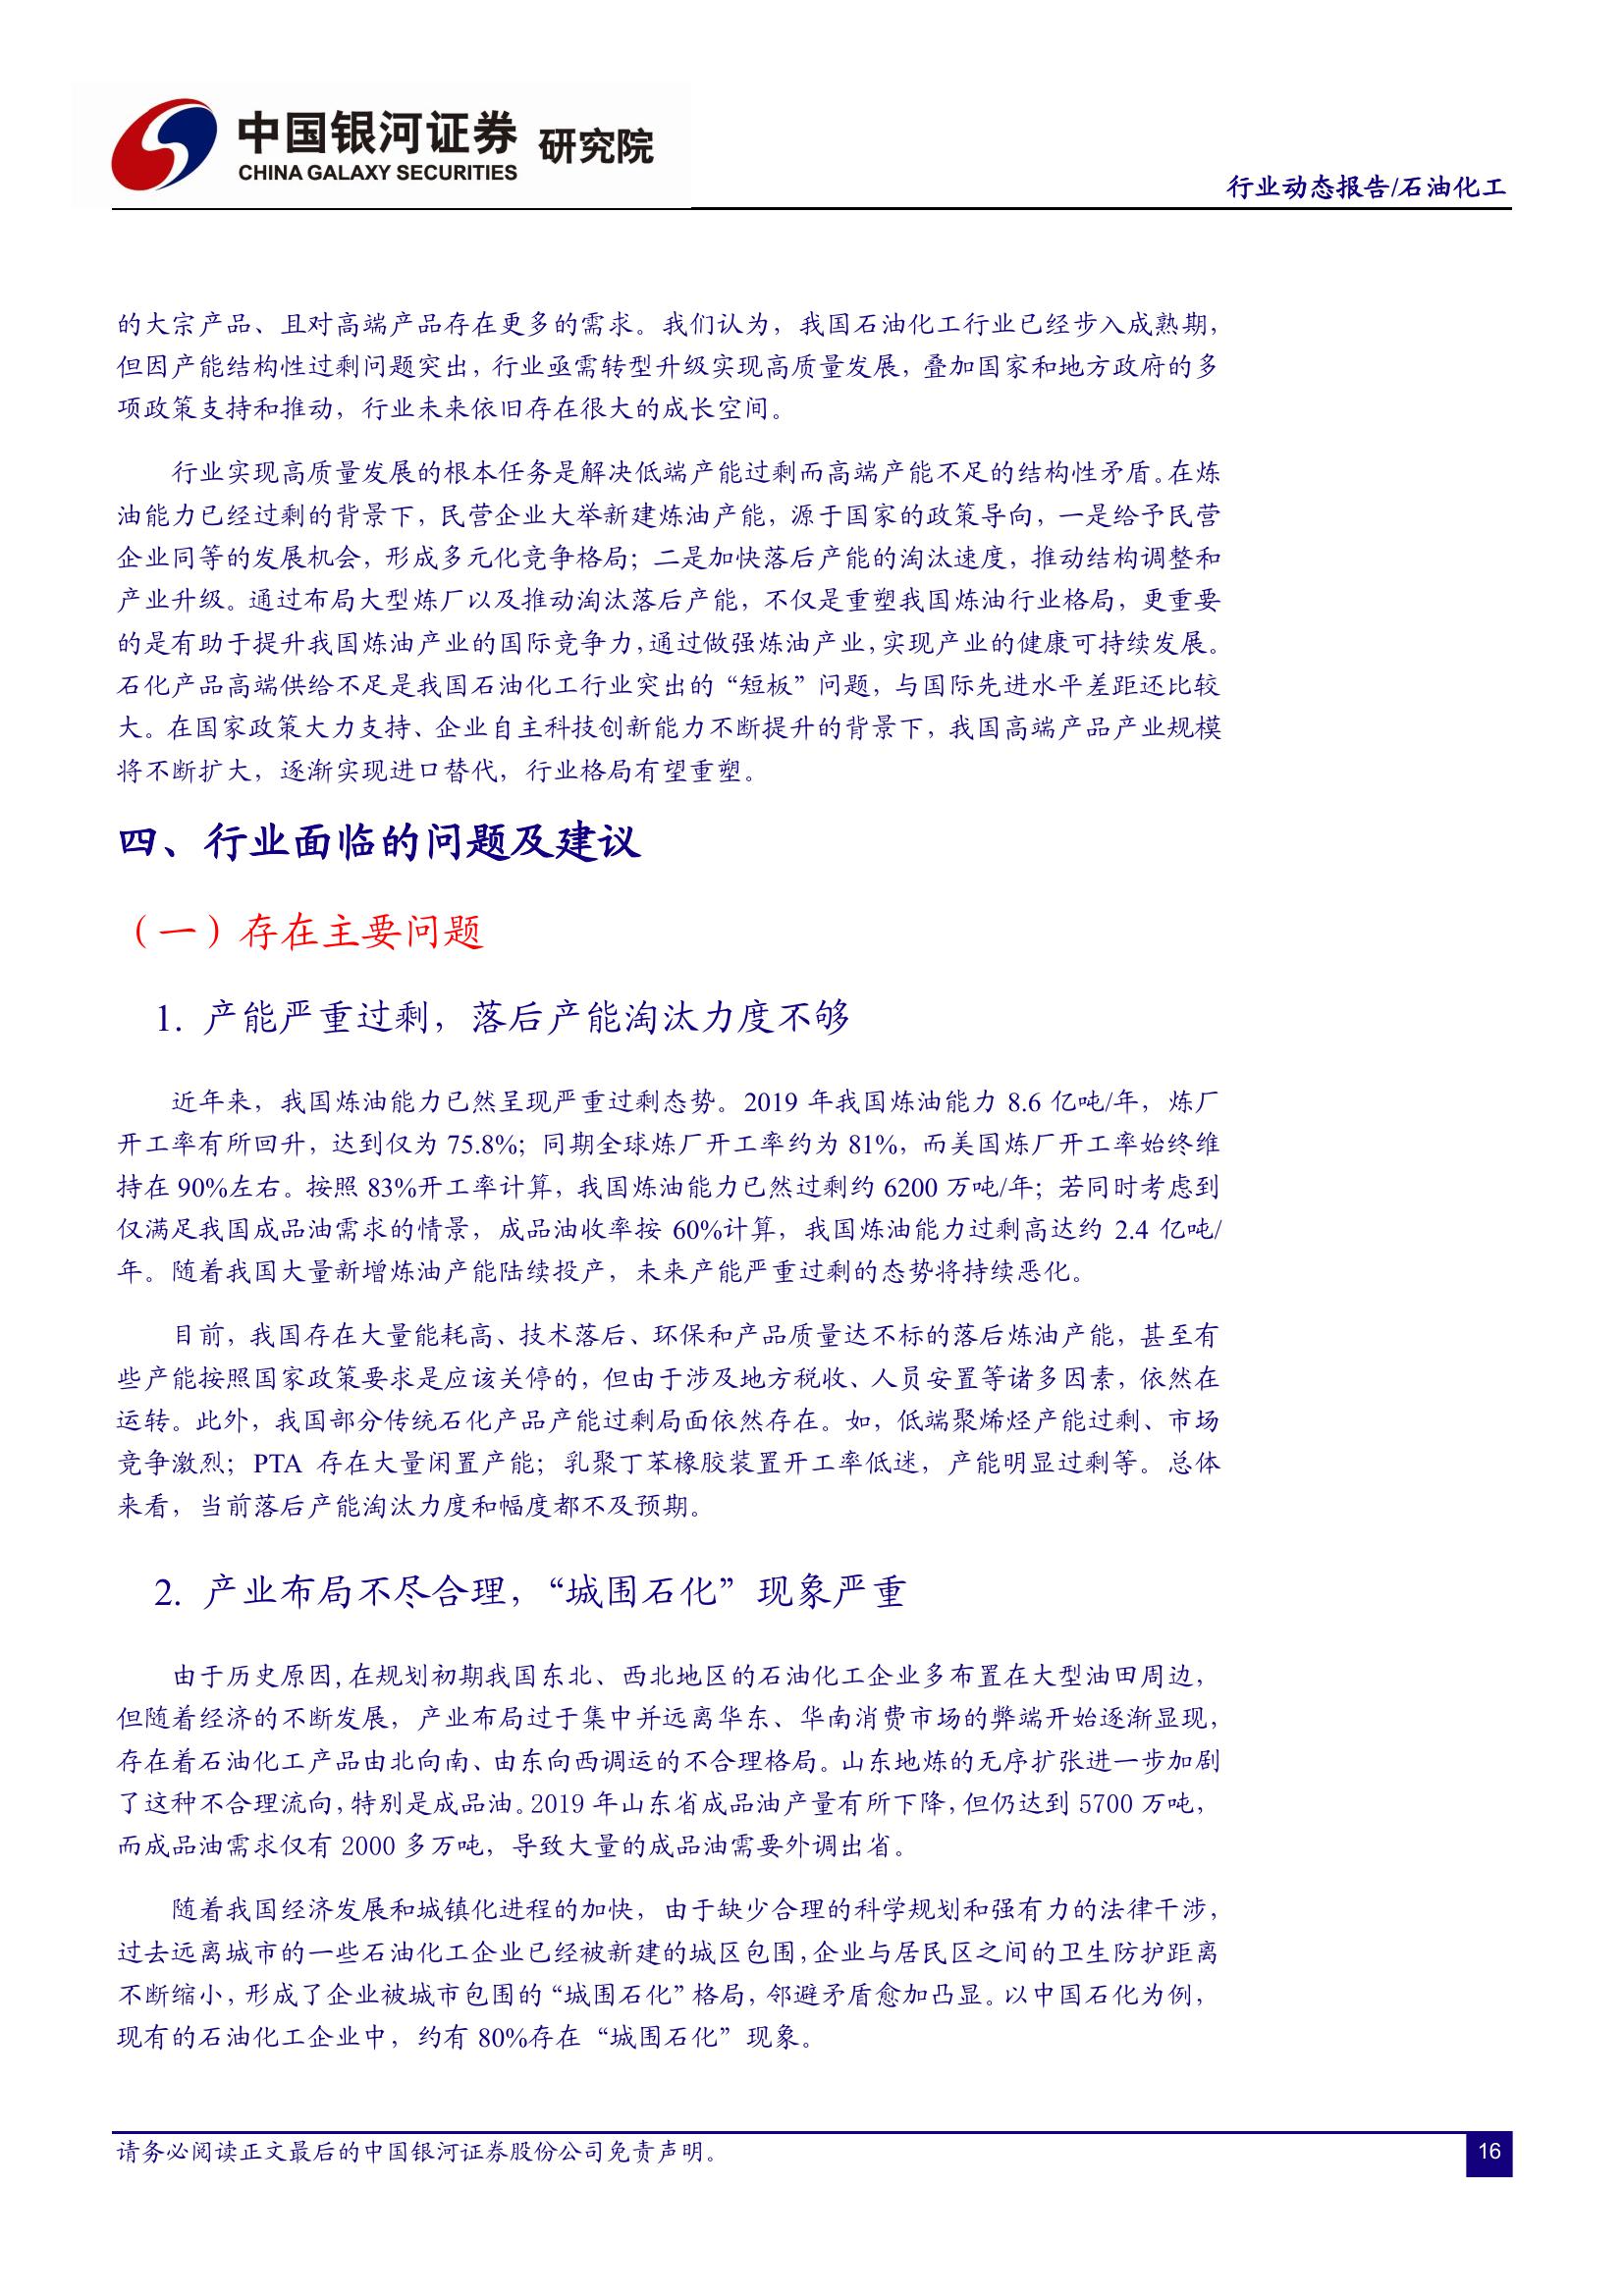 中国银河证券 研究院
CHINA GALAXY SECURITIES
行业动态报告/石油化工
的大宗产品、且对高端产品存在更多的需求。我们认为，我国石油化工行业已经步入成熟期，
但因产能结构性过剩问题突出，行业亟需转型升级实现高质量发展，叠加国家和地方政府的多
项政策支持和推动，行业未来依旧存在很大的成长空间。
行业实现高质量发展的根本任务是解决低端产能过剩而高端产能不足的结构性矛盾。在炼
油能力已经过剩的背景下，民营企业大举新建炼油产能，源于国家的政策导向，一是给予民营
企业同等的发展机会，形成多元化竞争格局；二是加快落后产能的淘汰速度，推动结构调整和
产业升级。通过布局大型炼厂以及推动淘汰落后产能，不仅是重塑我国炼油行业格局，更重要
的是有助于提升我国炼油产业的国际竞争力，通过做强炼油产业，实现产业的健康可持续发展。
石化产品高端供给不足是我国石油化工行业突出的“短板”问题，与国际先进水平差距还比较
大。在国家政策大力支持、企业自主科技创新能力不断提升的背景下，我国高端产品产业规模
将不断扩大，逐渐实现进口替代，行业格局有望重塑。
四、行业面临的问题及建议
（一）存在主要问题
1. 产能严重过剩，落后产能淘汰力度不够
近年来，我国炼油能力已然呈现严重过剩态势。2019 年我国炼油能力 8.6 亿吨/年，炼厂
开工率有所回升，达到仅为 75.8%；同期全球炼厂开工率约为 81%，而美国炼厂开工率始终维
持在 90%左右。按照 83%开工率计算，我国炼油能力已然过剩约 6200 万吨/年；若同时考虑到
仅满足我国成品油需求的情景，成品油收率按 60%计算，我国炼油能力过剩高达约 2.4 亿吨/
年。随着我国大量新增炼油产能陆续投产，未来产能严重过剩的态势将持续恶化。
目前，我国存在大量能耗高、技术落后、环保和产品质量达不标的落后炼油产能，甚至有
些产能按照国家政策要求是应该关停的，但由于涉及地方税收、人员安置等诸多因素，依然在
运转。此外，我国部分传统石化产品产能过剩局面依然存在。如，低端聚烯烃产能过剩、市场
竞争激烈；PTA 存在大量闲置产能；乳聚丁苯橡胶装置开工率低迷，产能明显过剩等。总体
来看，当前落后产能淘汰力度和幅度都不及预期。
2. 产业布局不尽合理，“城围石化”现象严重
由于历史原因，在规划初期我国东北、西北地区的石油化工企业多布置在大型油田周边，
但随着经济的不断发展，产业布局过于集中并远离华东、华南消费市场的弊端开始逐渐显现，
存在着石油化工产品由北向南、由东向西调运的不合理格局。山东地炼的无序扩张进一步加剧
了这种不合理流向，特别是成品油。2019 年山东省成品油产量有所下降，但仍达到 5700 万吨，
而成品油需求仅有 2000 多万吨，导致大量的成品油需要外调出省。
随着我国经济发展和城镇化进程的加快，由于缺少合理的科学规划和强有力的法律干涉，
过去远离城市的一些石油化工企业已经被新建的城区包围，企业与居民区之间的卫生防护距离
不断缩小，形成了企业被城市包围的“城围石化”格局，邻避矛盾愈加凸显。以中国石化为例，
现有的石油化工企业中，约有 80%存在“城围石化”现象。
请务必阅读正文最后的中国银河证券股份公司免责声明。
16